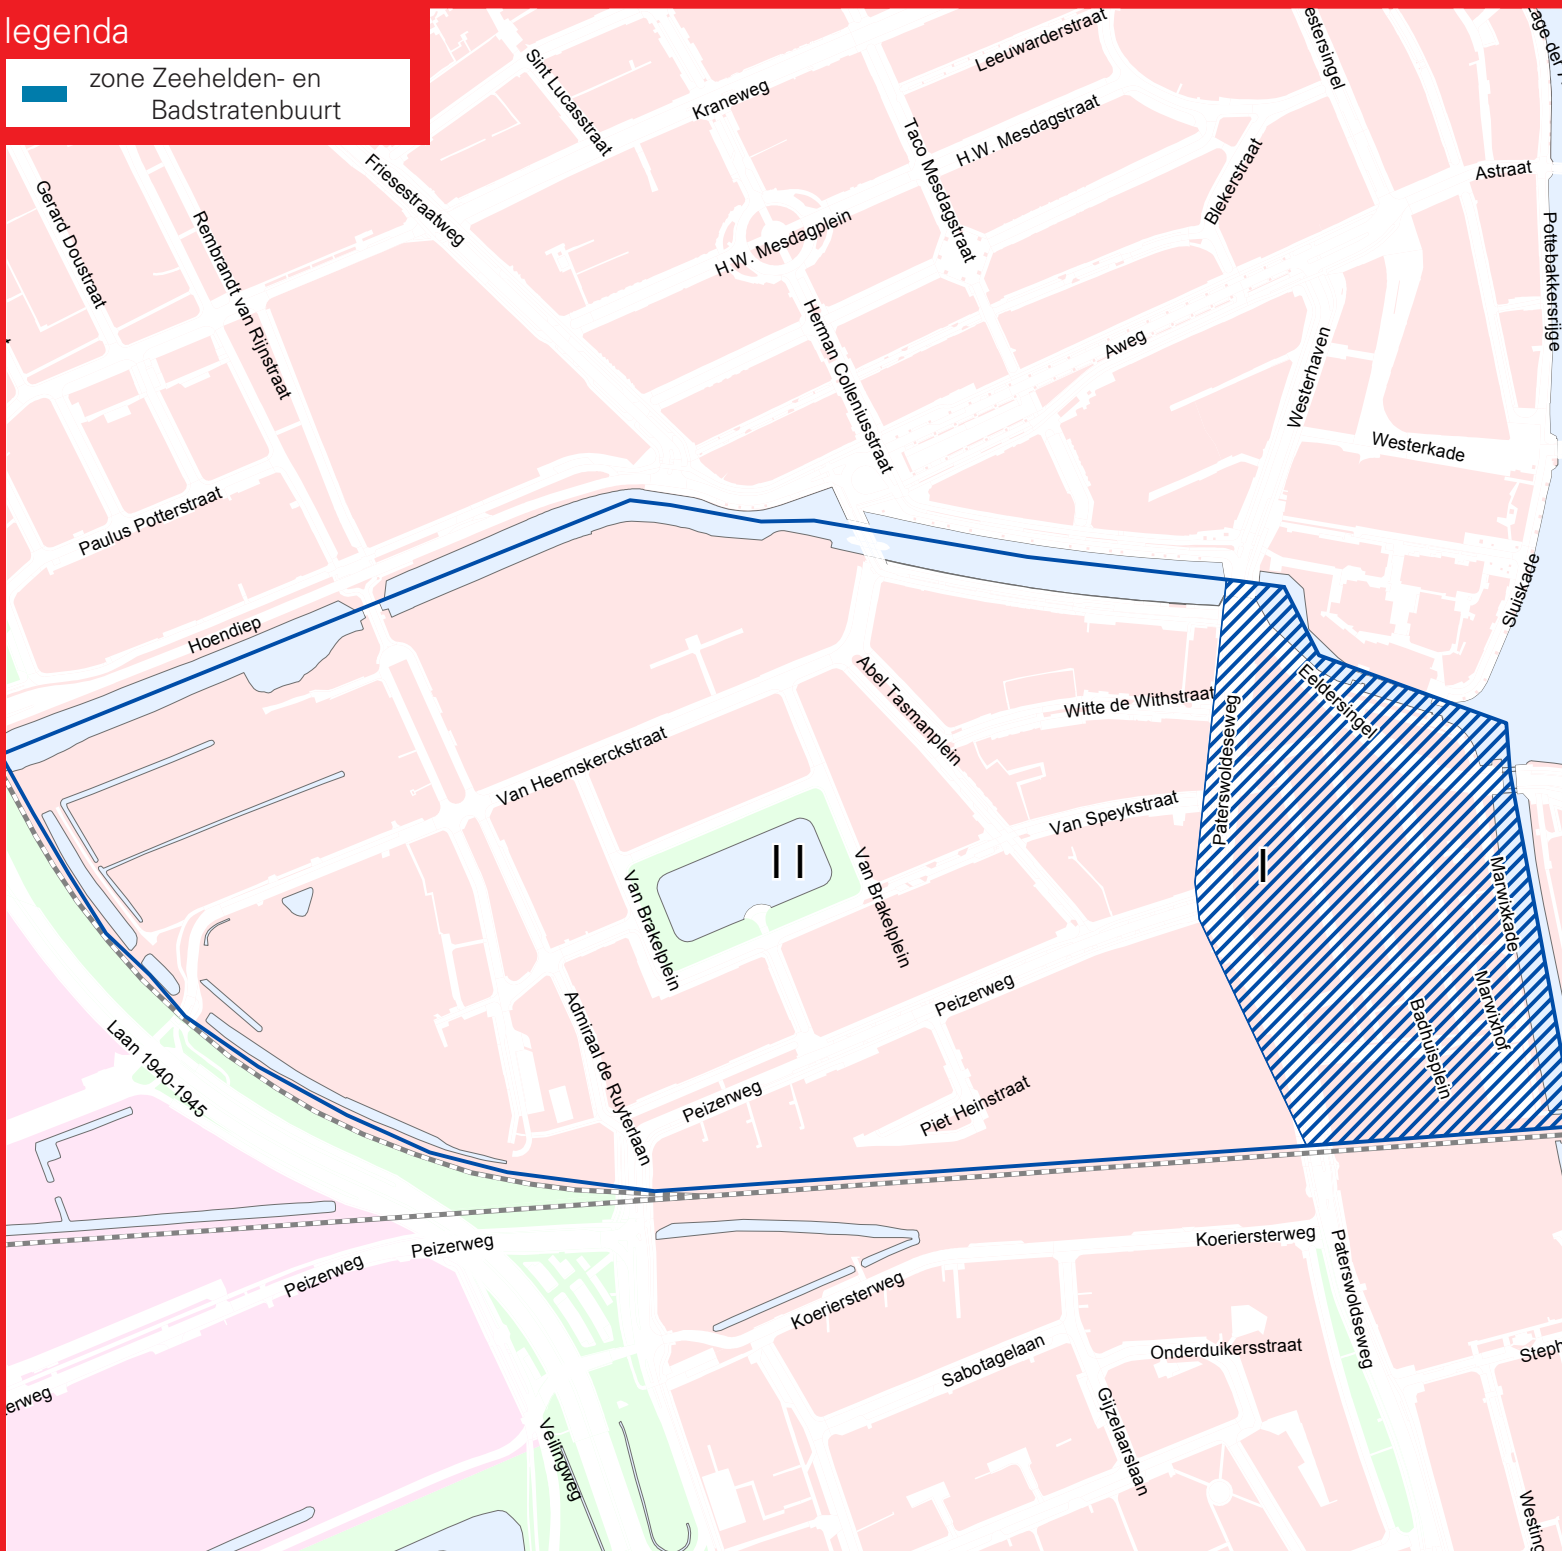 legenda
zone Zeehelden- en
Badstratenbuurt
Sint Lucasstraat
Kraneweg
Leeuwarderstraat
H.W. Mesdagstraat
Taco Mesdagstraat
Blekerstraat
Astraat
Pottebakkersrijge
Friesestraatweg
Gerard Doustraat
Rembrandt van Rijnstraat
H.W. Mesdagplein
Herman Colleniusstraat
Aweg
Westerhaven
Westerkade
Paulus Potterstraat
Sluiskade
Hoendiep
Abel Tasmanplein
Witte de Withstraat
Paterswoldeseweg
Eeldersingel
Van Heemskerckstraat
Van Speykstraat
II
I
Van Brakelplein
Van Brakelplein
Marwixkade
Marwixhof
Badhuisplein
Peizerweg
Admiraal de Ruyterlaan
Laan 1940-1945
Peizerweg
Piet Heinstraat
Peizerweg
Peizerweg
Koeriersterweg
Koeriersterweg
Paterswoldseweg
Sabotagelaan
Onderduikersstraat
Gijzelaarslaan
Veilingweg